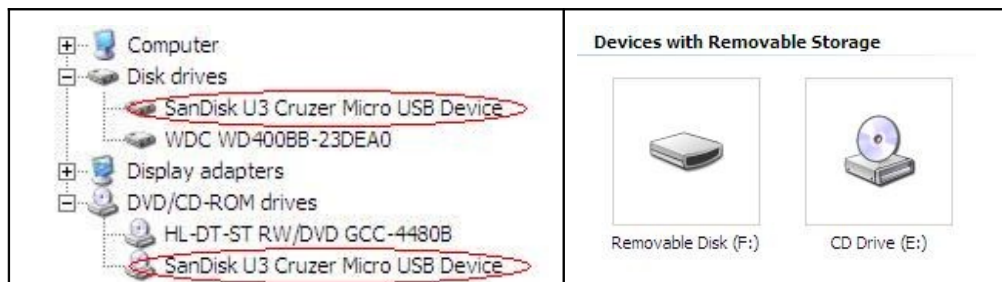 Computer
Disk drives
SanDisk U3 Cruzer Micro USB Device
WDC WD400BB-23DEA0
Display adapters
DVD/CD-ROM drives
HL-DT-ST RW/DVD GCC-4480B
SanDisk U3 Cruzer Micro USB Device
Devices with Removable Storage
Removable Disk (F:)
CD Drive (E:)